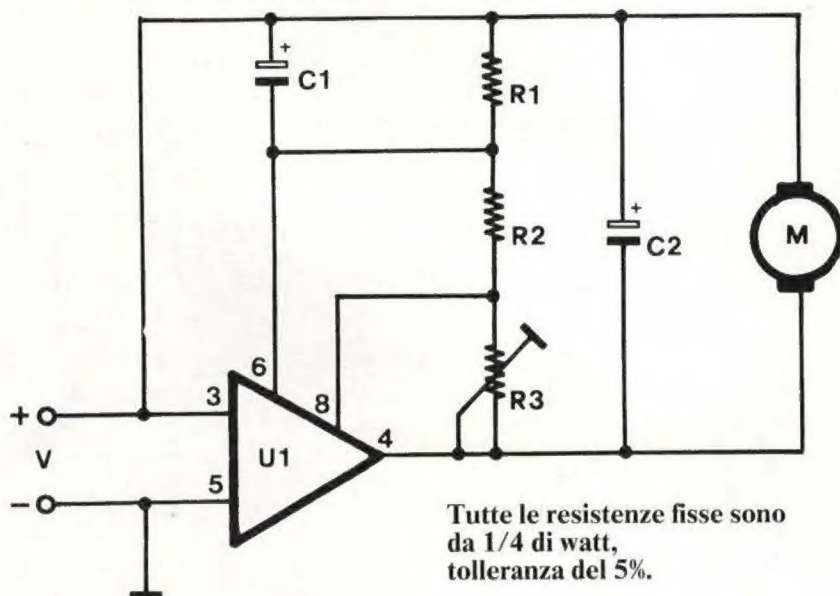 +
C1
R1
R2
+
C2
M
6
8
R3
+
3
4
V
U1
-
5
Tutte le resistenze fisse sono
da 1/4 di watt,
tolleranza del 5%.